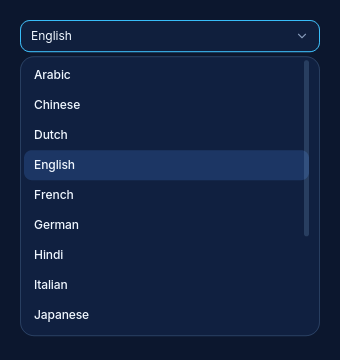 English
Arabic
Chinese
Dutch
English
French
German
Hindi
Italian
Japanese